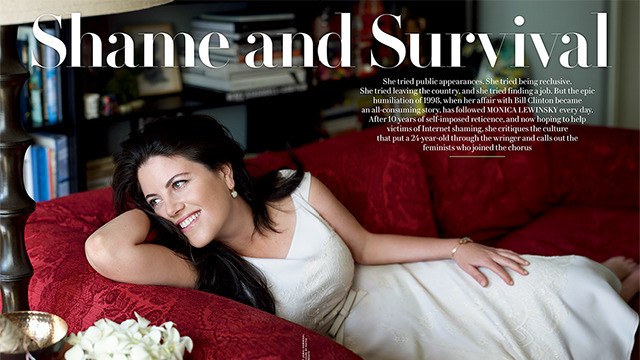 Shame and Survival
She tried public appearances. She tried being reclusive.
She tried leaving the country, and she tried finding a job. But the epic
humiliation of 1998, when her affair with Bill Clinton became
an all-consuming story, has followed MONICA LEWINSKY every day.
After 10 years of self-imposed reticence, and now hoping to help
victims of Internet shaming, she critiques the culture
that put a 24-year-old through the wringer and calls out the
feminists who joined the chorus